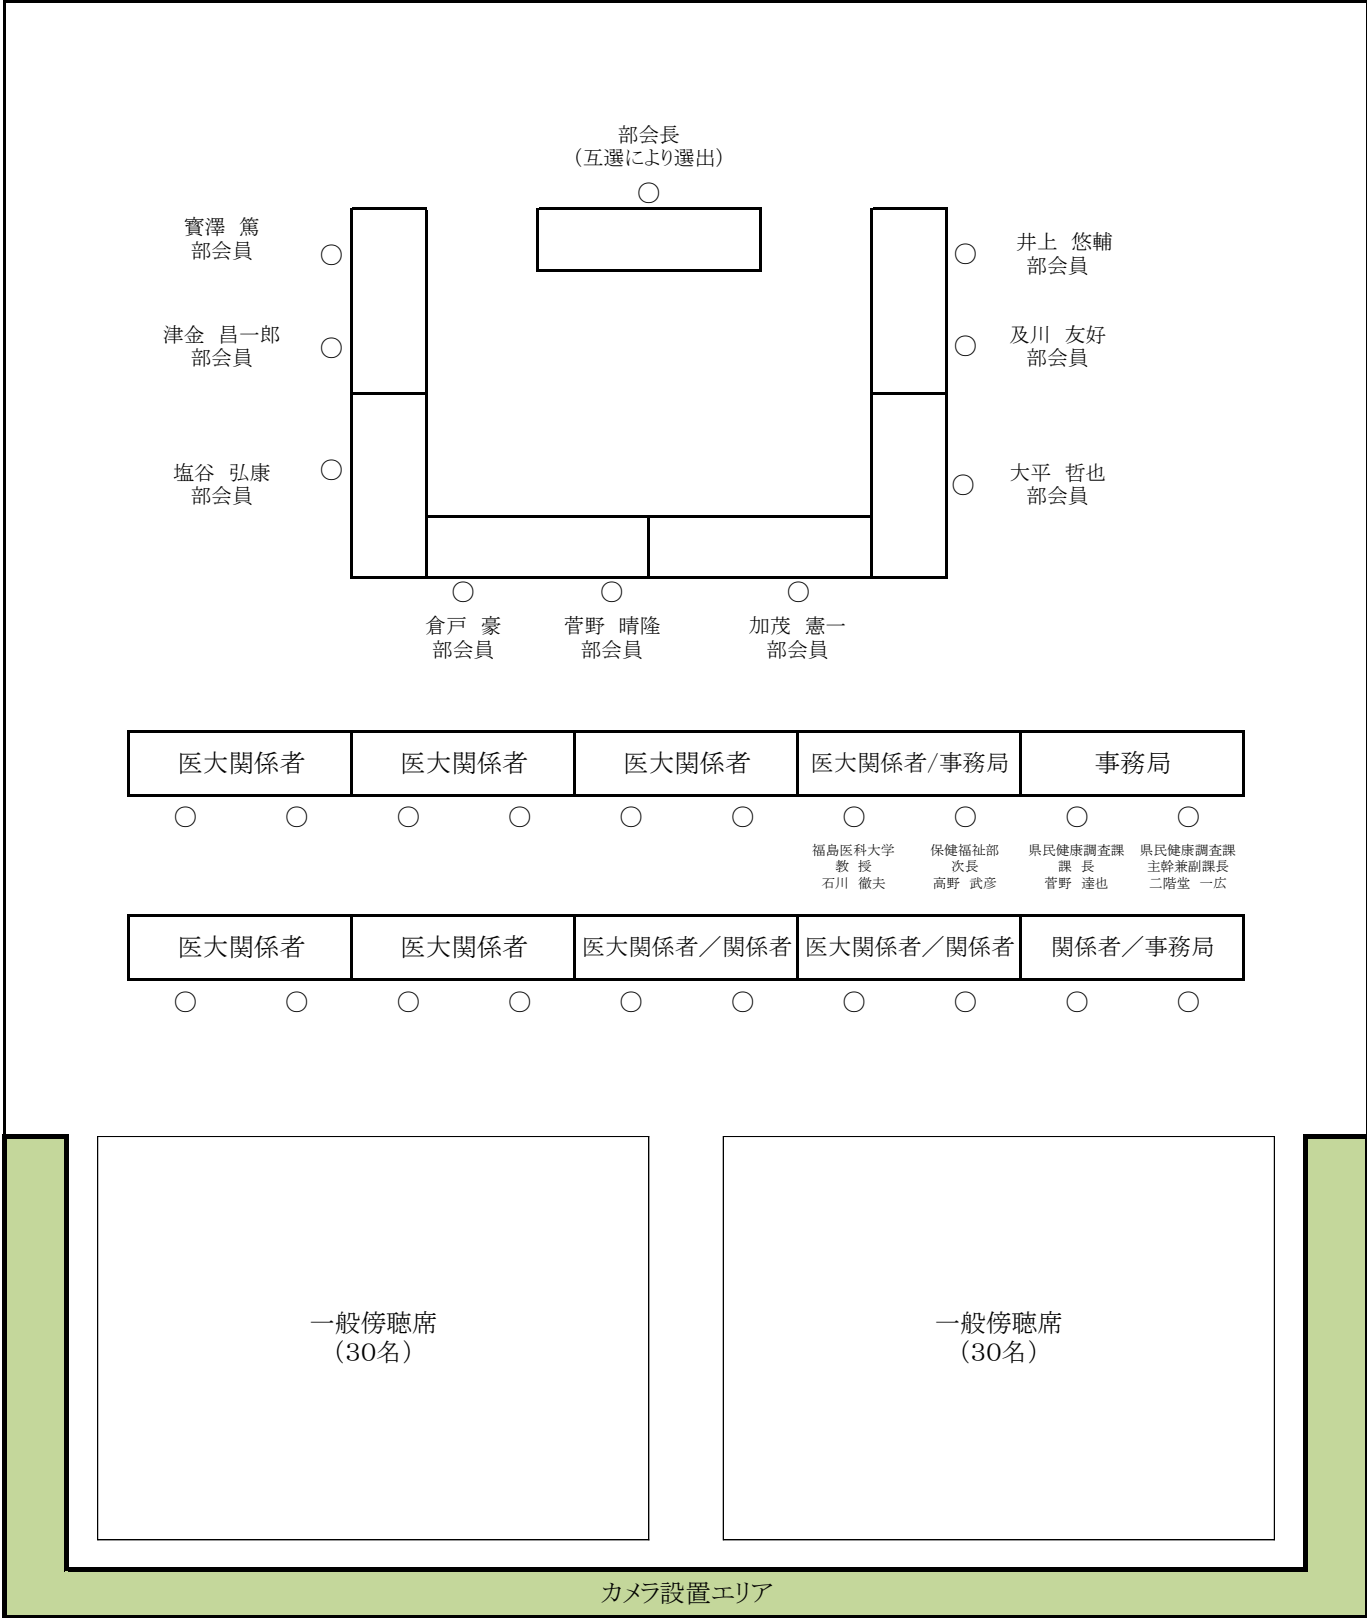 部会長
（互選により選出）
○
寳澤　篤
部会員
○
○
井上　悠輔
部会員
津金　昌一郎
部会員
○
○
及川　友好
部会員
塩谷　弘康
部会員
○
○
大平　哲也
部会員
○ ○ ○
倉戸　豪
部会員
菅野　晴隆
部会員
加茂　憲一
部会員
医大関係者 医大関係者 医大関係者 医大関係者/事務局 事務局
○ ○ ○ ○ ○ ○ ○ ○ ○ ○
福島医科大学
教　授
石川　徹夫
保健福祉部
次長
高野　武彦
県民健康調査課
課　長
菅野　達也
県民健康調査課
主幹兼副課長
二階堂　一広
医大関係者 医大関係者 医大関係者／関係者 医大関係者／関係者 関係者／事務局
○ ○ ○ ○ ○ ○ ○ ○ ○ ○
一般傍聴席
（30名）
一般傍聴席
（30名）
カメラ設置エリア